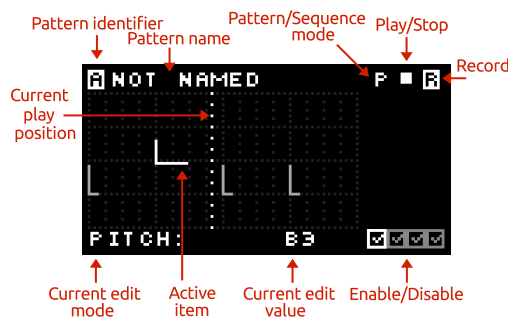 Pattern identifier
Pattern name
Pattern/Sequence
mode
Play/Stop
Record
A NOT NAMED
P
R
Current
play
position
PITCH:
B3
Current edit
mode
Active
item
Current edit
value
Enable/Disable